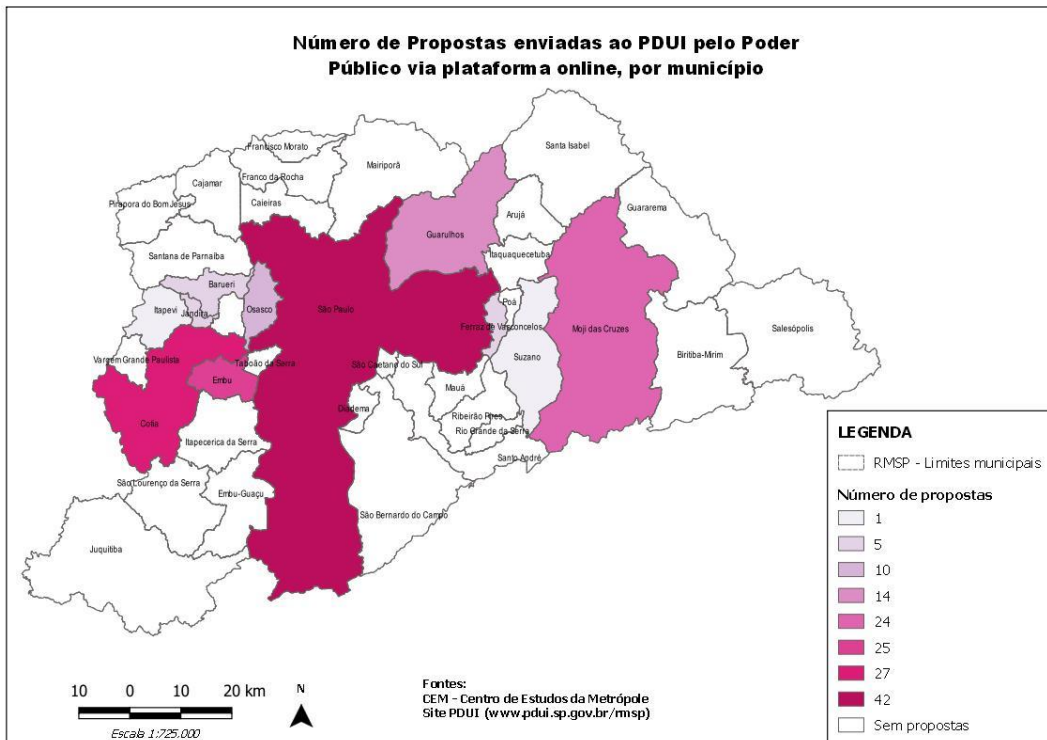 Número de Propostas enviadas ao PDUI pelo Poder
Público via plataforma online, por município
Francisco Morato
Mairiporã
Santa Isabel
Cajamar
Franco da Rocha
Pirapora do Bom Jesus
Caieiras
Guararema
Arujá
Guarulhos
Santana de Parnaíba
Itaquaquecetuba
Barueri
Itapevi
Jandira
Osasco
São Paulo
Poá
Ferraz de Vasconcelos
Moji das Cruzes
Salesópolis
Vargem Grande Paulista
Taboão da Serra
São Caetano do Sul
Suzano
Biritiba-Mirim
Embu
Mauá
Diadema
Cotia
Ribeirão Pires
Rio Grande da Serra
Itapecerica da Serra
Santo André
São Lourenço da Serra
Embu-Guaçu
São Bernardo do Campo
Juquitiba
LEGENDA
RMSP - Limites municipais
Número de propostas
1
5
10
14
24
25
27
42
Sem propostas
10 0 10 20 km
N
Escala 1:725.000
Fontes:
CEM - Centro de Estudos da Metrópole
Site PDUI (www.pdui.sp.gov.br/rmsp)